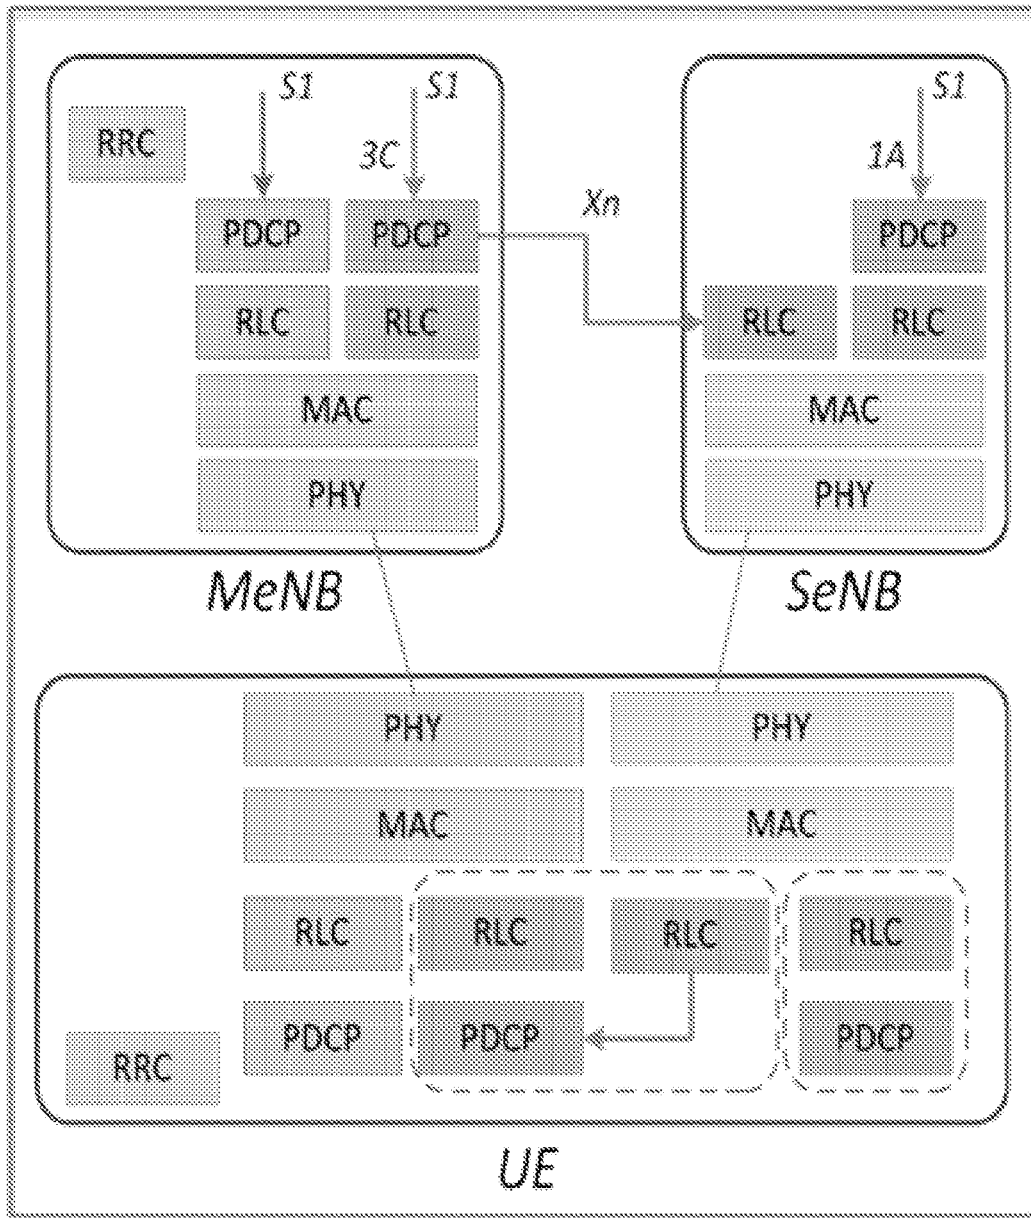 S1 S1 S1
RRC
3C 1A
Xn
PDCP PDCP PDCP
RLC RLC RLC RLC
MAC MAC
PHY PHY
MeNB SeNB
PHY PHY
MAC MAC
RLC RLC RLC RLC
PDCP PDCP PDCP
RRC
UE